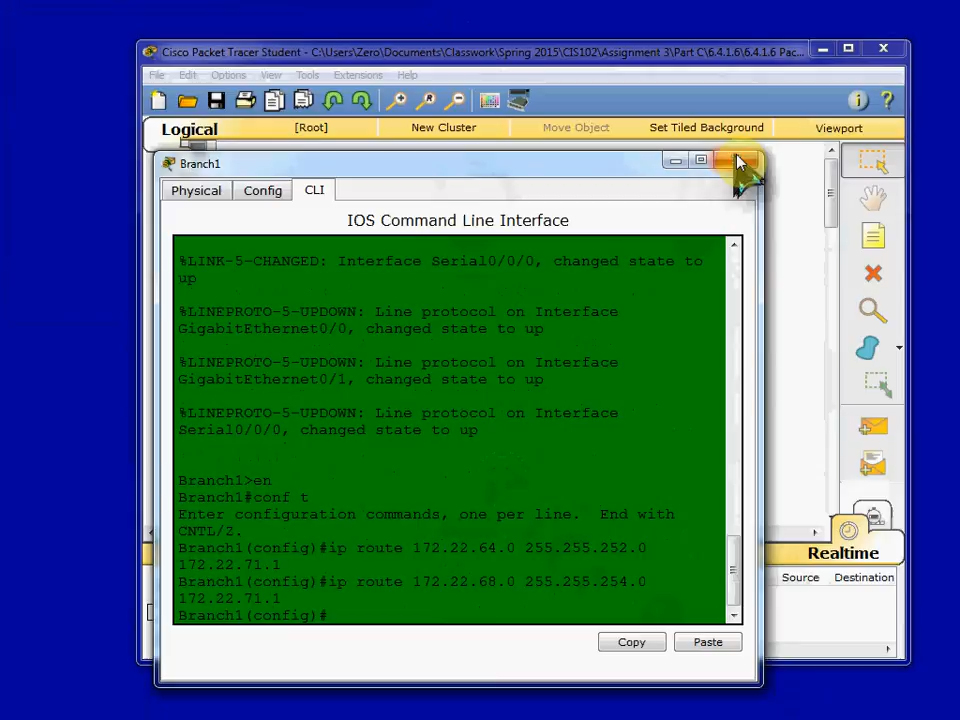 Cisco Packet Tracer Student - C:\Users\Zero\Documents\Classwork\Spring 2015\CIS102\Assignment 3\Part C\6.4.1.6\6.4.1.6 Pac...
File Edit Options View Tools Extensions Help
Logical [Root] New Cluster Move Object Set Tiled Background Viewport
Branch1
Physical Config CLI
IOS Command Line Interface
%LINK-5-CHANGED: Interface Serial0/0/0, changed state to
up
%LINEPROTO-5-UPDOWN: Line protocol on Interface
GigabitEthernet0/0, changed state to up
%LINEPROTO-5-UPDOWN: Line protocol on Interface
GigabitEthernet0/1, changed state to up
%LINEPROTO-5-UPDOWN: Line protocol on Interface
Serial0/0/0, changed state to up
Branch1>en
Branch1#conf t
Enter configuration commands, one per line.  End with
CNTL/Z.
Branch1(config)#ip route 172.22.64.0 255.255.252.0
172.22.71.1
Branch1(config)#ip route 172.22.68.0 255.255.254.0
172.22.71.1
Branch1(config)#
Copy Paste
Realtime
Source Destination